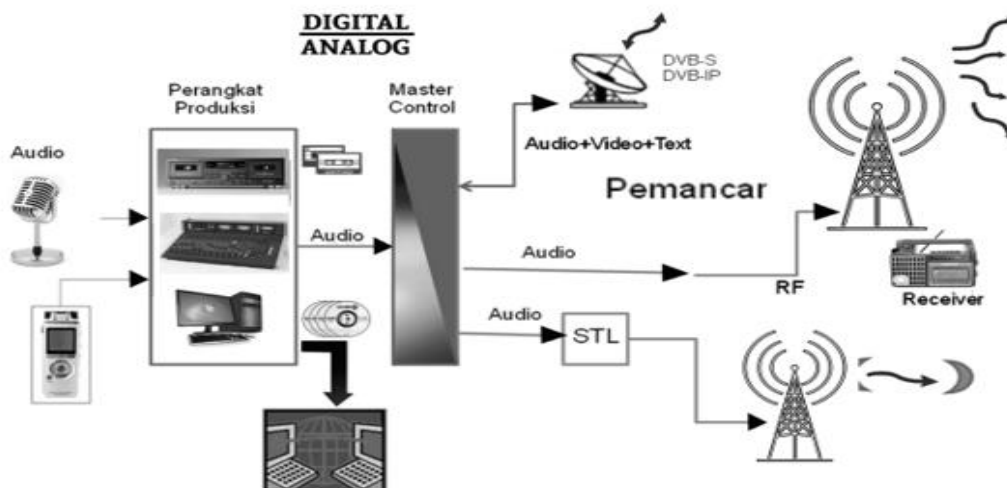 DIGITAL
ANALOG
Perangkat
Produksi
Master
Control
DVB-S
DVB-IP
Audio
Audio+Video+Text
Pemancar
Audio
Audio
RF
Receiver
Audio
STL